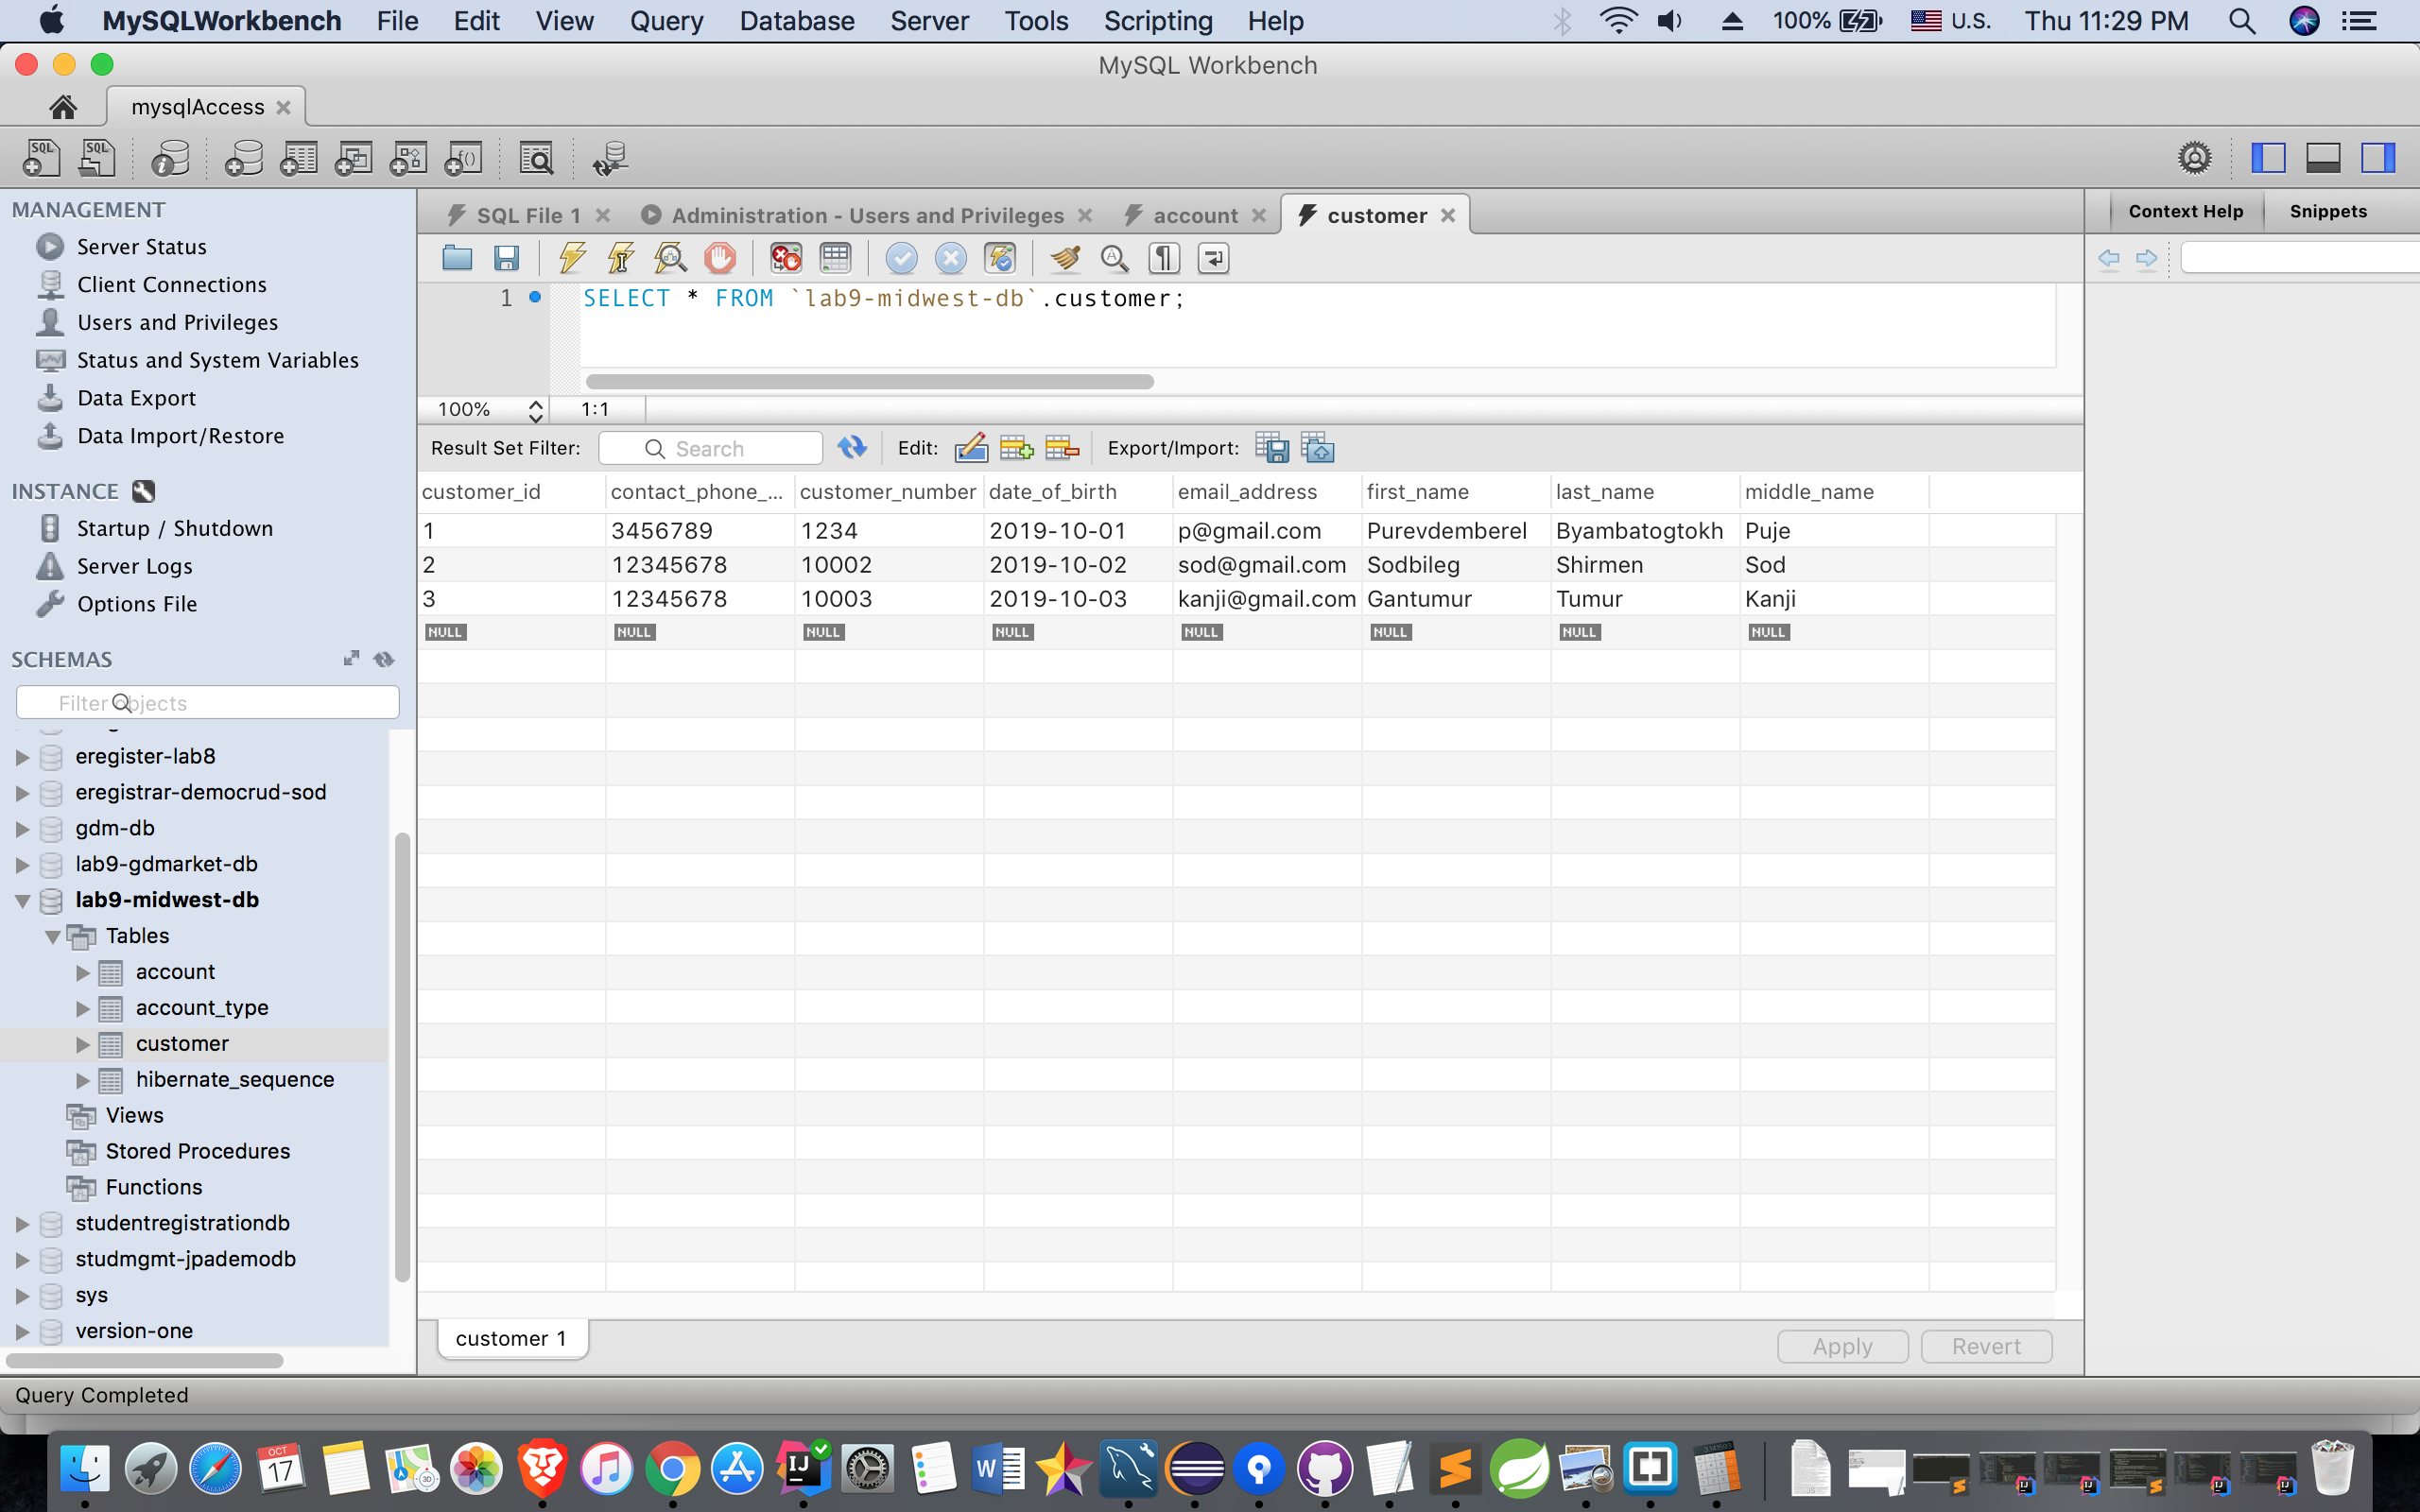 MySQLWorkbench File Edit View Query Database Server Tools Scripting Help 100% U.S. Thu 11:29 PM
MySQL Workbench
mysqlAccess
SQL SQL f()
MANAGEMENT
Server Status
Client Connections
Users and Privileges
Status and System Variables
Data Export
Data Import/Restore
INSTANCE
Startup / Shutdown
Server Logs
Options File
SCHEMAS
Filter objects
eregister-lab8
eregistrar-democrud-sod
gdm-db
lab9-gdmarket-db
lab9-midwest-db
Tables
account
account_type
customer
hibernate_sequence
Views
Stored Procedures
Functions
studentregistrationdb
studmgmt-jpademodb
sys
version-one
SQL File 1 Administration - Users and Privileges account customer
1 SELECT * FROM `lab9-midwest-db`.customer;
100% 1:1
Result Set Filter: Search Edit: Export/Import:
customer_id contact_phone_... customer_number date_of_birth email_address first_name last_name middle_name
1 3456789 1234 2019-10-01 p@gmail.com Purevdemberel Byambatogtokh Puje
2 12345678 10002 2019-10-02 sod@gmail.com Sodbileg Shirmen Sod
3 12345678 10003 2019-10-03 kanji@gmail.com Gantumur Tumur Kanji
NULL NULL NULL NULL NULL NULL NULL NULL
customer 1
Apply Revert
Context Help Snippets
Query Completed
OCT
17
3D
IJ
W